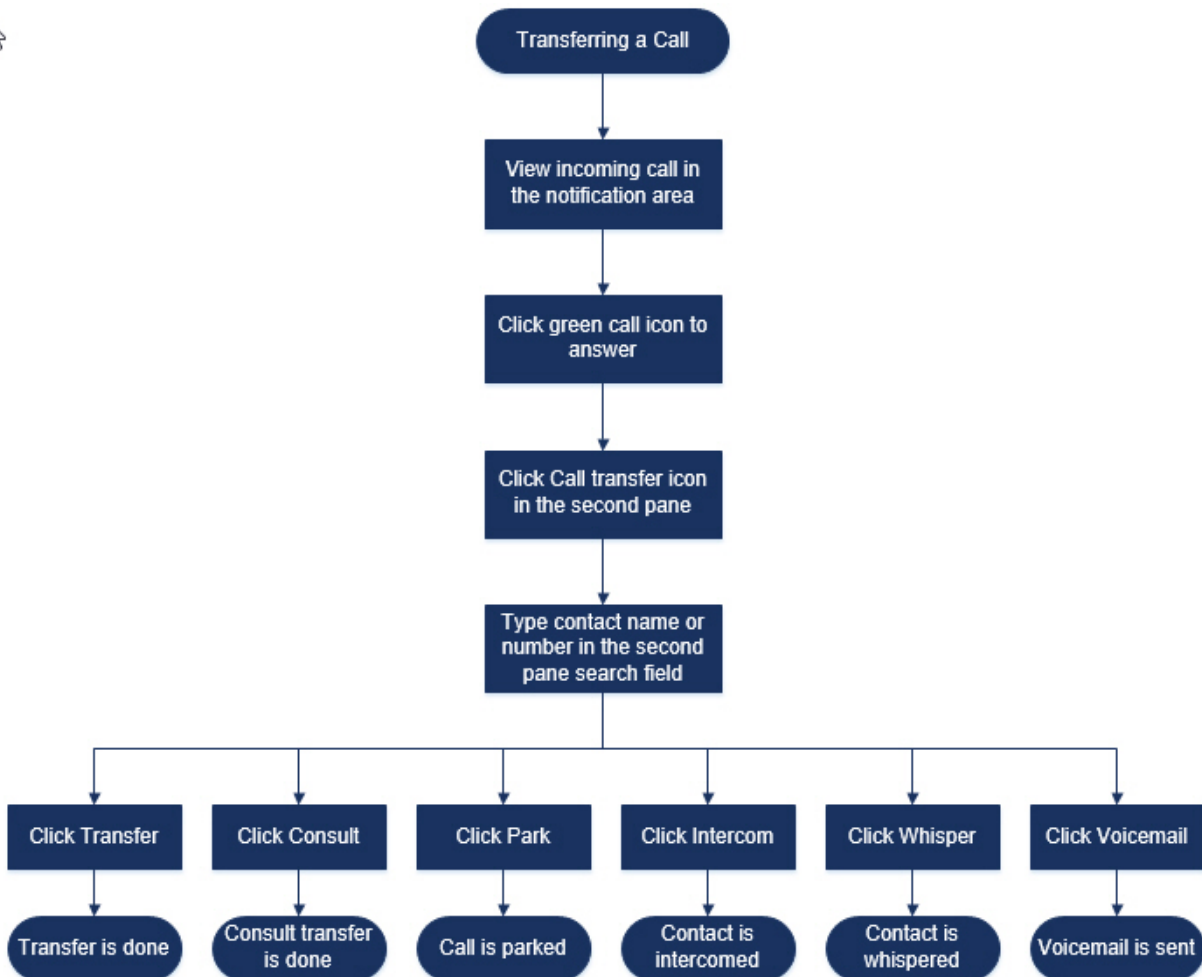 Transferring a Call
View incoming call in
the notification area
Click green call icon to
answer
Click Call transfer icon
in the second pane
Type contact name or
number in the second
pane search field
Click Transfer
Click Consult
Click Park
Click Intercom
Click Whisper
Click Voicemail
Transfer is done
Consult transfer
is done
Call is parked
Contact is
intercomed
Contact is
whispered
Voicemail is sent